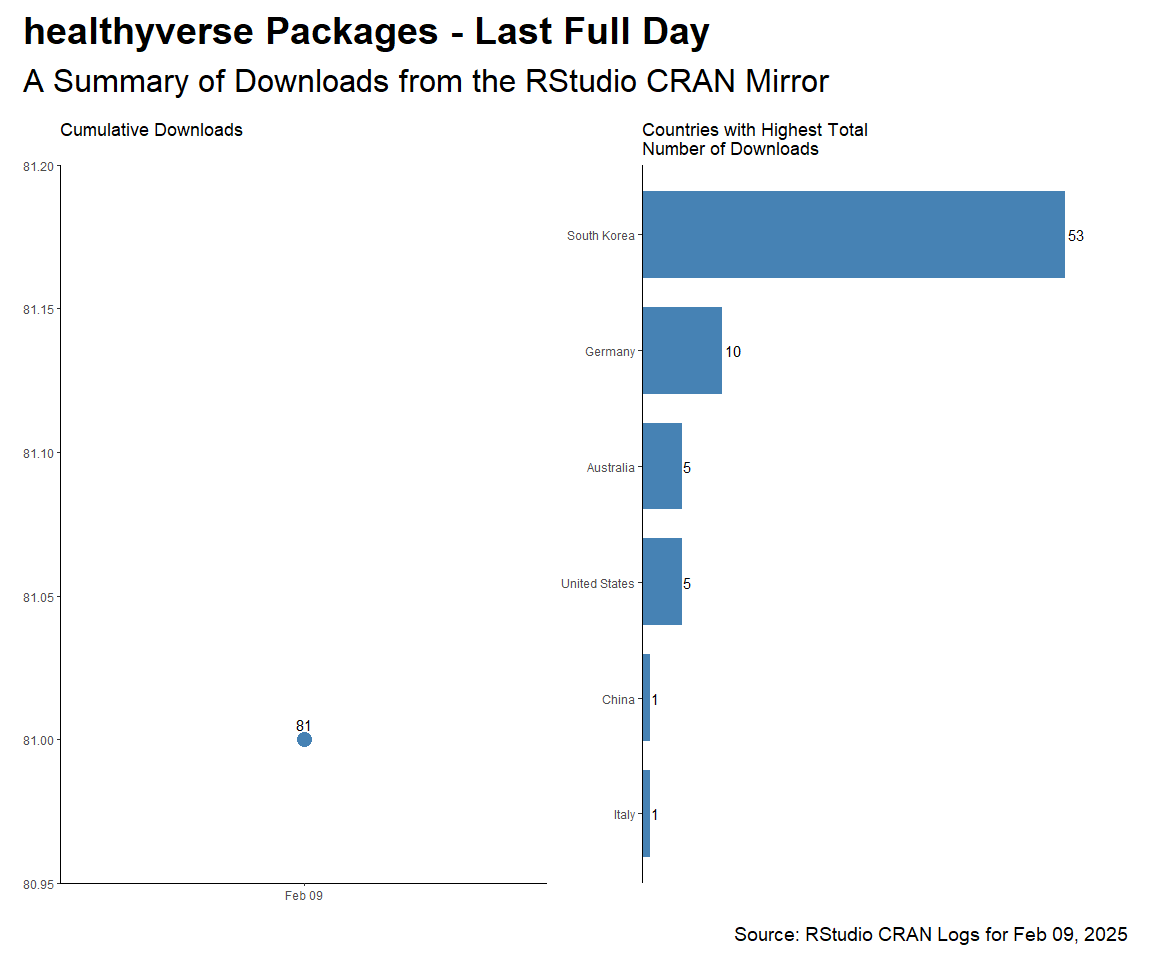 healthyverse Packages - Last Full Day
A Summary of Downloads from the RStudio CRAN Mirror
Cumulative Downloads
81.20
81.15
81.10
81.05
81.00
80.95
81
Feb 09
Countries with Highest Total
Number of Downloads
South Korea 53
Germany 10
Australia 5
United States 5
China 1
Italy 1
Source: RStudio CRAN Logs for Feb 09, 2025